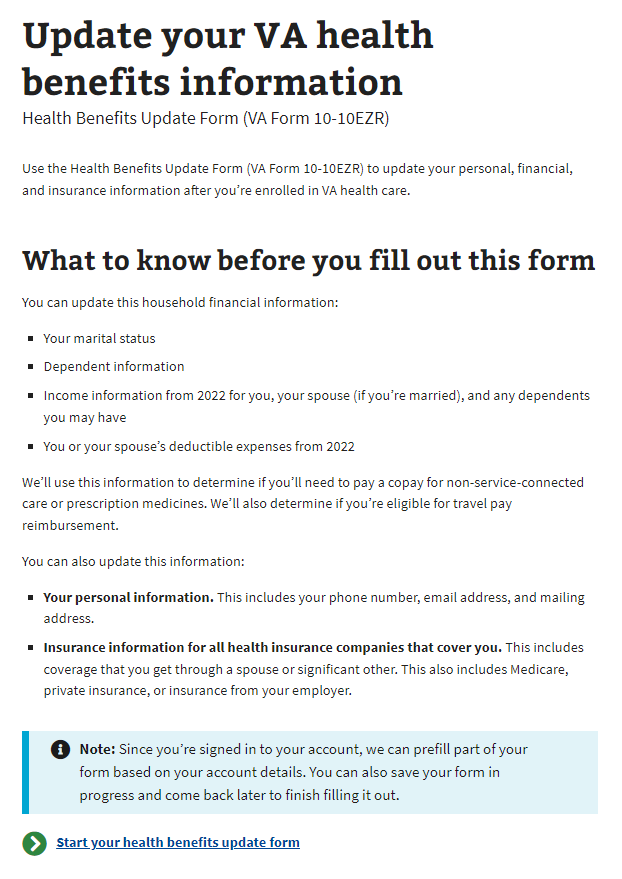 Update your VA health
benefits information
Health Benefits Update Form (VA Form 10-10EZR)
Use the Health Benefits Update Form (VA Form 10-10EZR) to update your personal, financial,
and insurance information after you’re enrolled in VA health care.
What to know before you fill out this form
You can update this household financial information:
Your marital status
Dependent information
Income information from 2022 for you, your spouse (if you’re married), and any dependents
you may have
You or your spouse’s deductible expenses from 2022
We’ll use this information to determine if you’ll need to pay a copay for non-service-connected
care or prescription medicines. We’ll also determine if you’re eligible for travel pay
reimbursement.
You can also update this information:
Your personal information. This includes your phone number, email address, and mailing
address.
Insurance information for all health insurance companies that cover you. This includes
coverage that you get through a spouse or significant other. This also includes Medicare,
private insurance, or insurance from your employer.
Note: Since you’re signed in to your account, we can prefill part of your
form based on your account details. You can also save your form in
progress and come back later to finish filling it out.
Start your health benefits update form